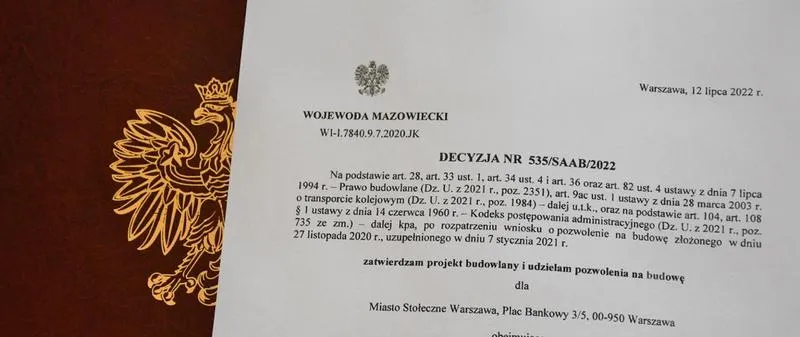 Warszawa, 12 lipca 2022 r.
WOJEWODA MAZOWIECKI
WI-I.7840.9.7.2020.JK
DECYZJA NR 535/SAAB/2022
Na podstawie art. 28, art. 33 ust. 1, art. 34 ust. 4 i art. 36 oraz art. 82 ust. 4 ustawy z dnia 7 lipca
1994 r. – Prawo budowlane (Dz. U. z 2021 r., poz. 2351), art. 9ac ust. 1 ustawy z dnia 28 marca 2003 r.
o transporcie kolejowym (Dz. U. z 2021 r., poz. 1984) – dalej u.t.k., oraz na podstawie art. 104, art. 108
§ 1 ustawy z dnia 14 czerwca 1960 r. – Kodeks postępowania administracyjnego (Dz. U. z 2021 r., poz.
735 ze zm.) – dalej kpa, po rozpatrzeniu wniosku o pozwolenie na budowę złożonego w dniu
27 listopada 2020 r., uzupełnionego w dniu 7 stycznia 2021 r.
zatwierdzam projekt budowlany i udzielam pozwolenia na budowę
dla
Miasto Stołeczne Warszawa, Plac Bankowy 3/5, 00-950 Warszawa